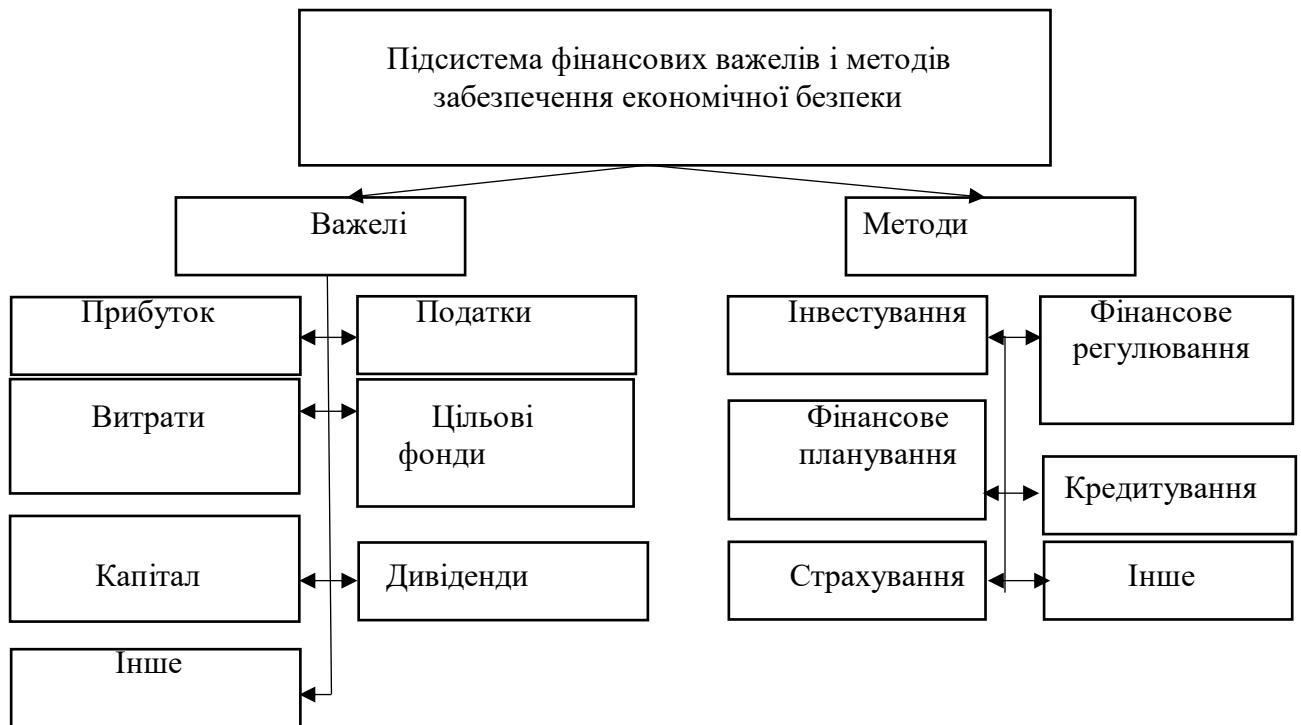 Підсистема фінансових важелів і методів
забезпечення економічної безпеки
Важелі
Методи
Прибуток
Податки
Витрати
Цільові
фонди
Капітал
Дивіденди
Інше
Інвестування
Фінансове
регулювання
Фінансове
планування
Кредитування
Страхування
Інше